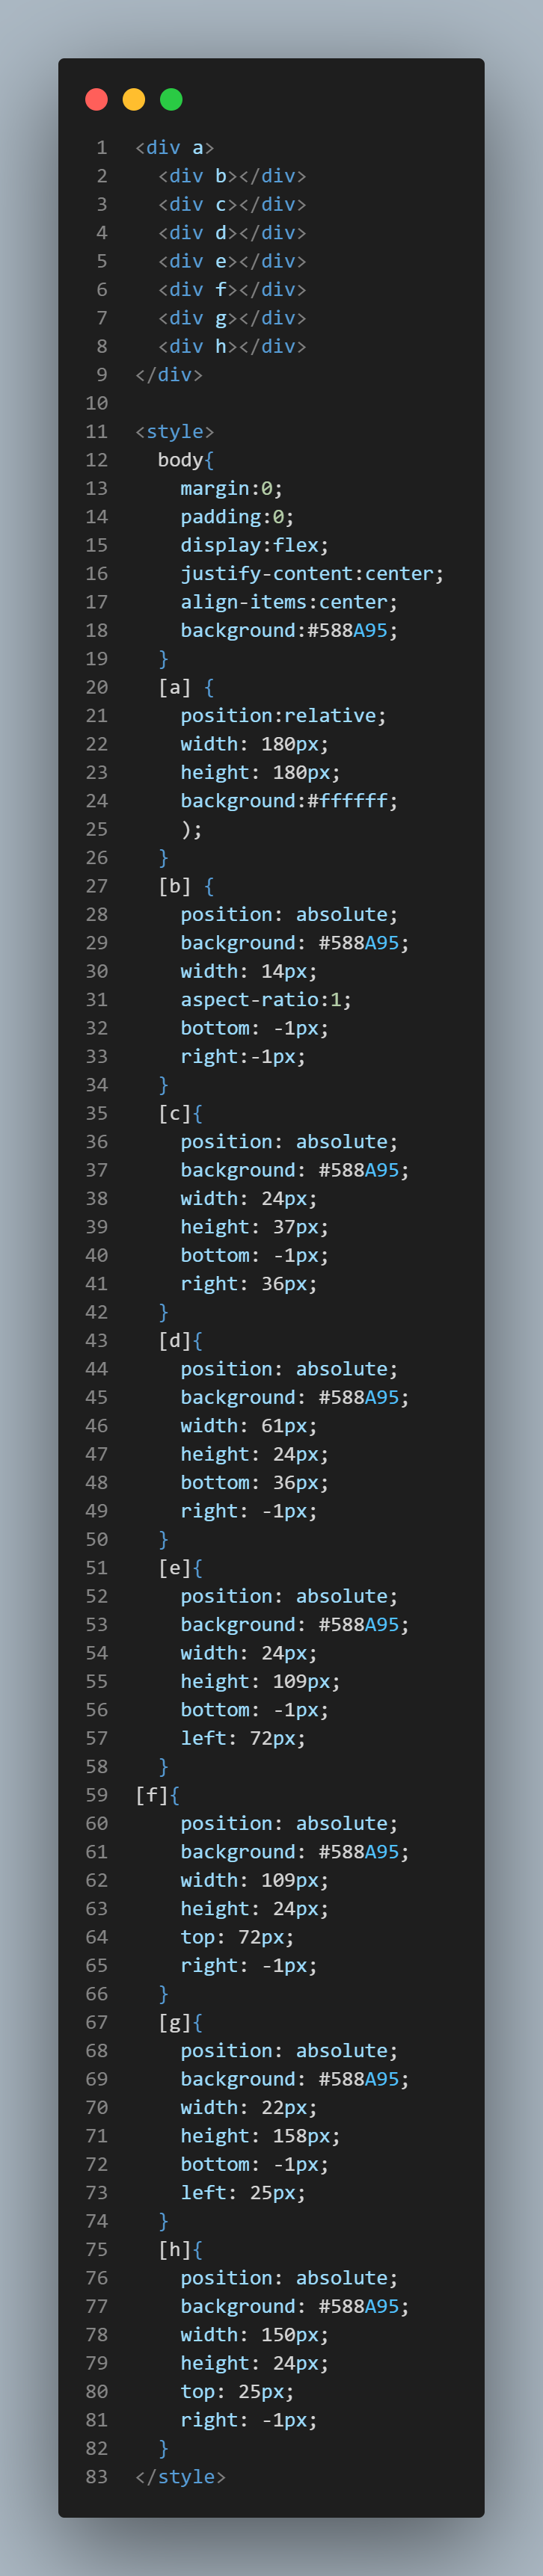 1 <div a>
2   <div b></div>
3   <div c></div>
4   <div d></div>
5   <div e></div>
6   <div f></div>
7   <div g></div>
8   <div h></div>
9 </div>
10
11 <style>
12   body{
13     margin:0;
14     padding:0;
15     display:flex;
16     justify-content:center;
17     align-items:center;
18     background:#588A95;
19   }
20   [a] {
21     position:relative;
22     width: 180px;
23     height: 180px;
24     background:#ffffff;
25     );
26   }
27   [b] {
28     position: absolute;
29     background: #588A95;
30     width: 14px;
31     aspect-ratio:1;
32     bottom: -1px;
33     right:-1px;
34   }
35   [c]{
36     position: absolute;
37     background: #588A95;
38     width: 24px;
39     height: 37px;
40     bottom: -1px;
41     right: 36px;
42   }
43   [d]{
44     position: absolute;
45     background: #588A95;
46     width: 61px;
47     height: 24px;
48     bottom: 36px;
49     right: -1px;
50   }
51   [e]{
52     position: absolute;
53     background: #588A95;
54     width: 24px;
55     height: 109px;
56     bottom: -1px;
57     left: 72px;
58   }
59 [f]{
60     position: absolute;
61     background: #588A95;
62     width: 109px;
63     height: 24px;
64     top: 72px;
65     right: -1px;
66   }
67   [g]{
68     position: absolute;
69     background: #588A95;
70     width: 22px;
71     height: 158px;
72     bottom: -1px;
73     left: 25px;
74   }
75   [h]{
76     position: absolute;
77     background: #588A95;
78     width: 150px;
79     height: 24px;
80     top: 25px;
81     right: -1px;
82   }
83 </style>